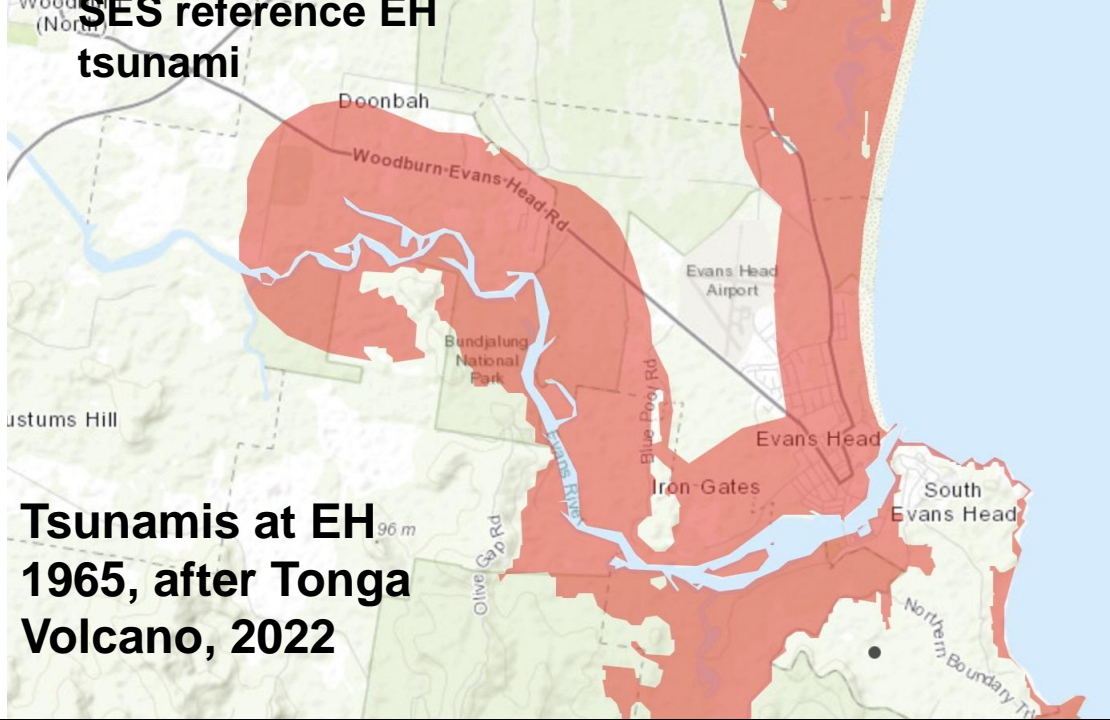 (North)
SES reference EH
tsunami
Doonbah
Woodburn-Evans-Head-Rd
Evans Head
Airport
Bundjalung
National
Park
Blue Pool Rd
ustums Hill
Evans Head
Evans River
Iron-Gates
South
Evans Head
Tsunamis at EH
1965, after Tonga
Volcano, 2022
96 m
Olive Gap Rd
Northern Boundary